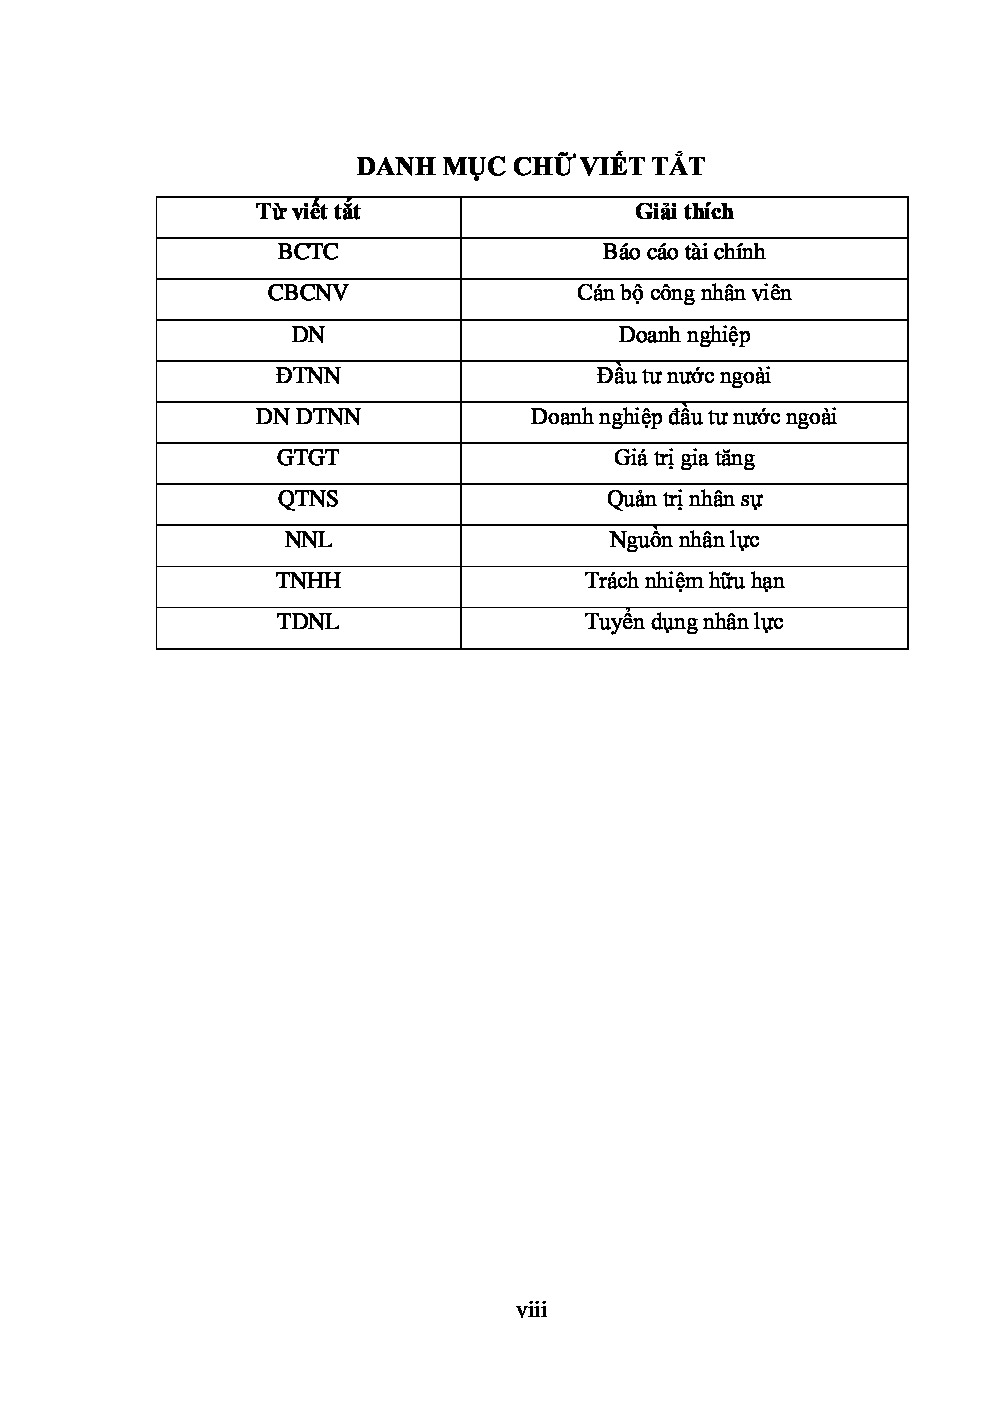 DANH MỤC CHỮ VIẾT TẮT
Từ viết tắt Giải thích
BCTC Báo cáo tài chính
CBCNV Cán bộ công nhân viên
DN Doanh nghiệp
ĐTNN Đầu tư nước ngoài
DN DTNN Doanh nghiệp đầu tư nước ngoài
GTGT Giá trị gia tăng
QTNS Quản trị nhân sự
NNL Nguồn nhân lực
TNHH Trách nhiệm hữu hạn
TDNL Tuyển dụng nhân lực
viii